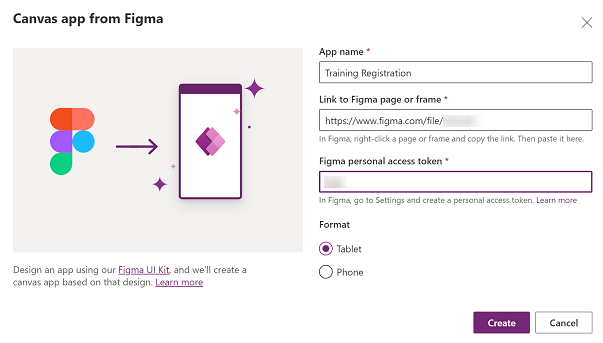 Canvas app from Figma
App name *
Training Registration
Link to Figma page or frame *
https://www.figma.com/file/
In Figma, right-click a page or frame and copy the link. Then paste it here.
Figma personal access token *
In Figma, go to Settings and create a personal access token. Learn more
Format
Tablet
Phone
Design an app using our Figma UI Kit, and we'll create a
canvas app based on that design. Learn more
Create
Cancel